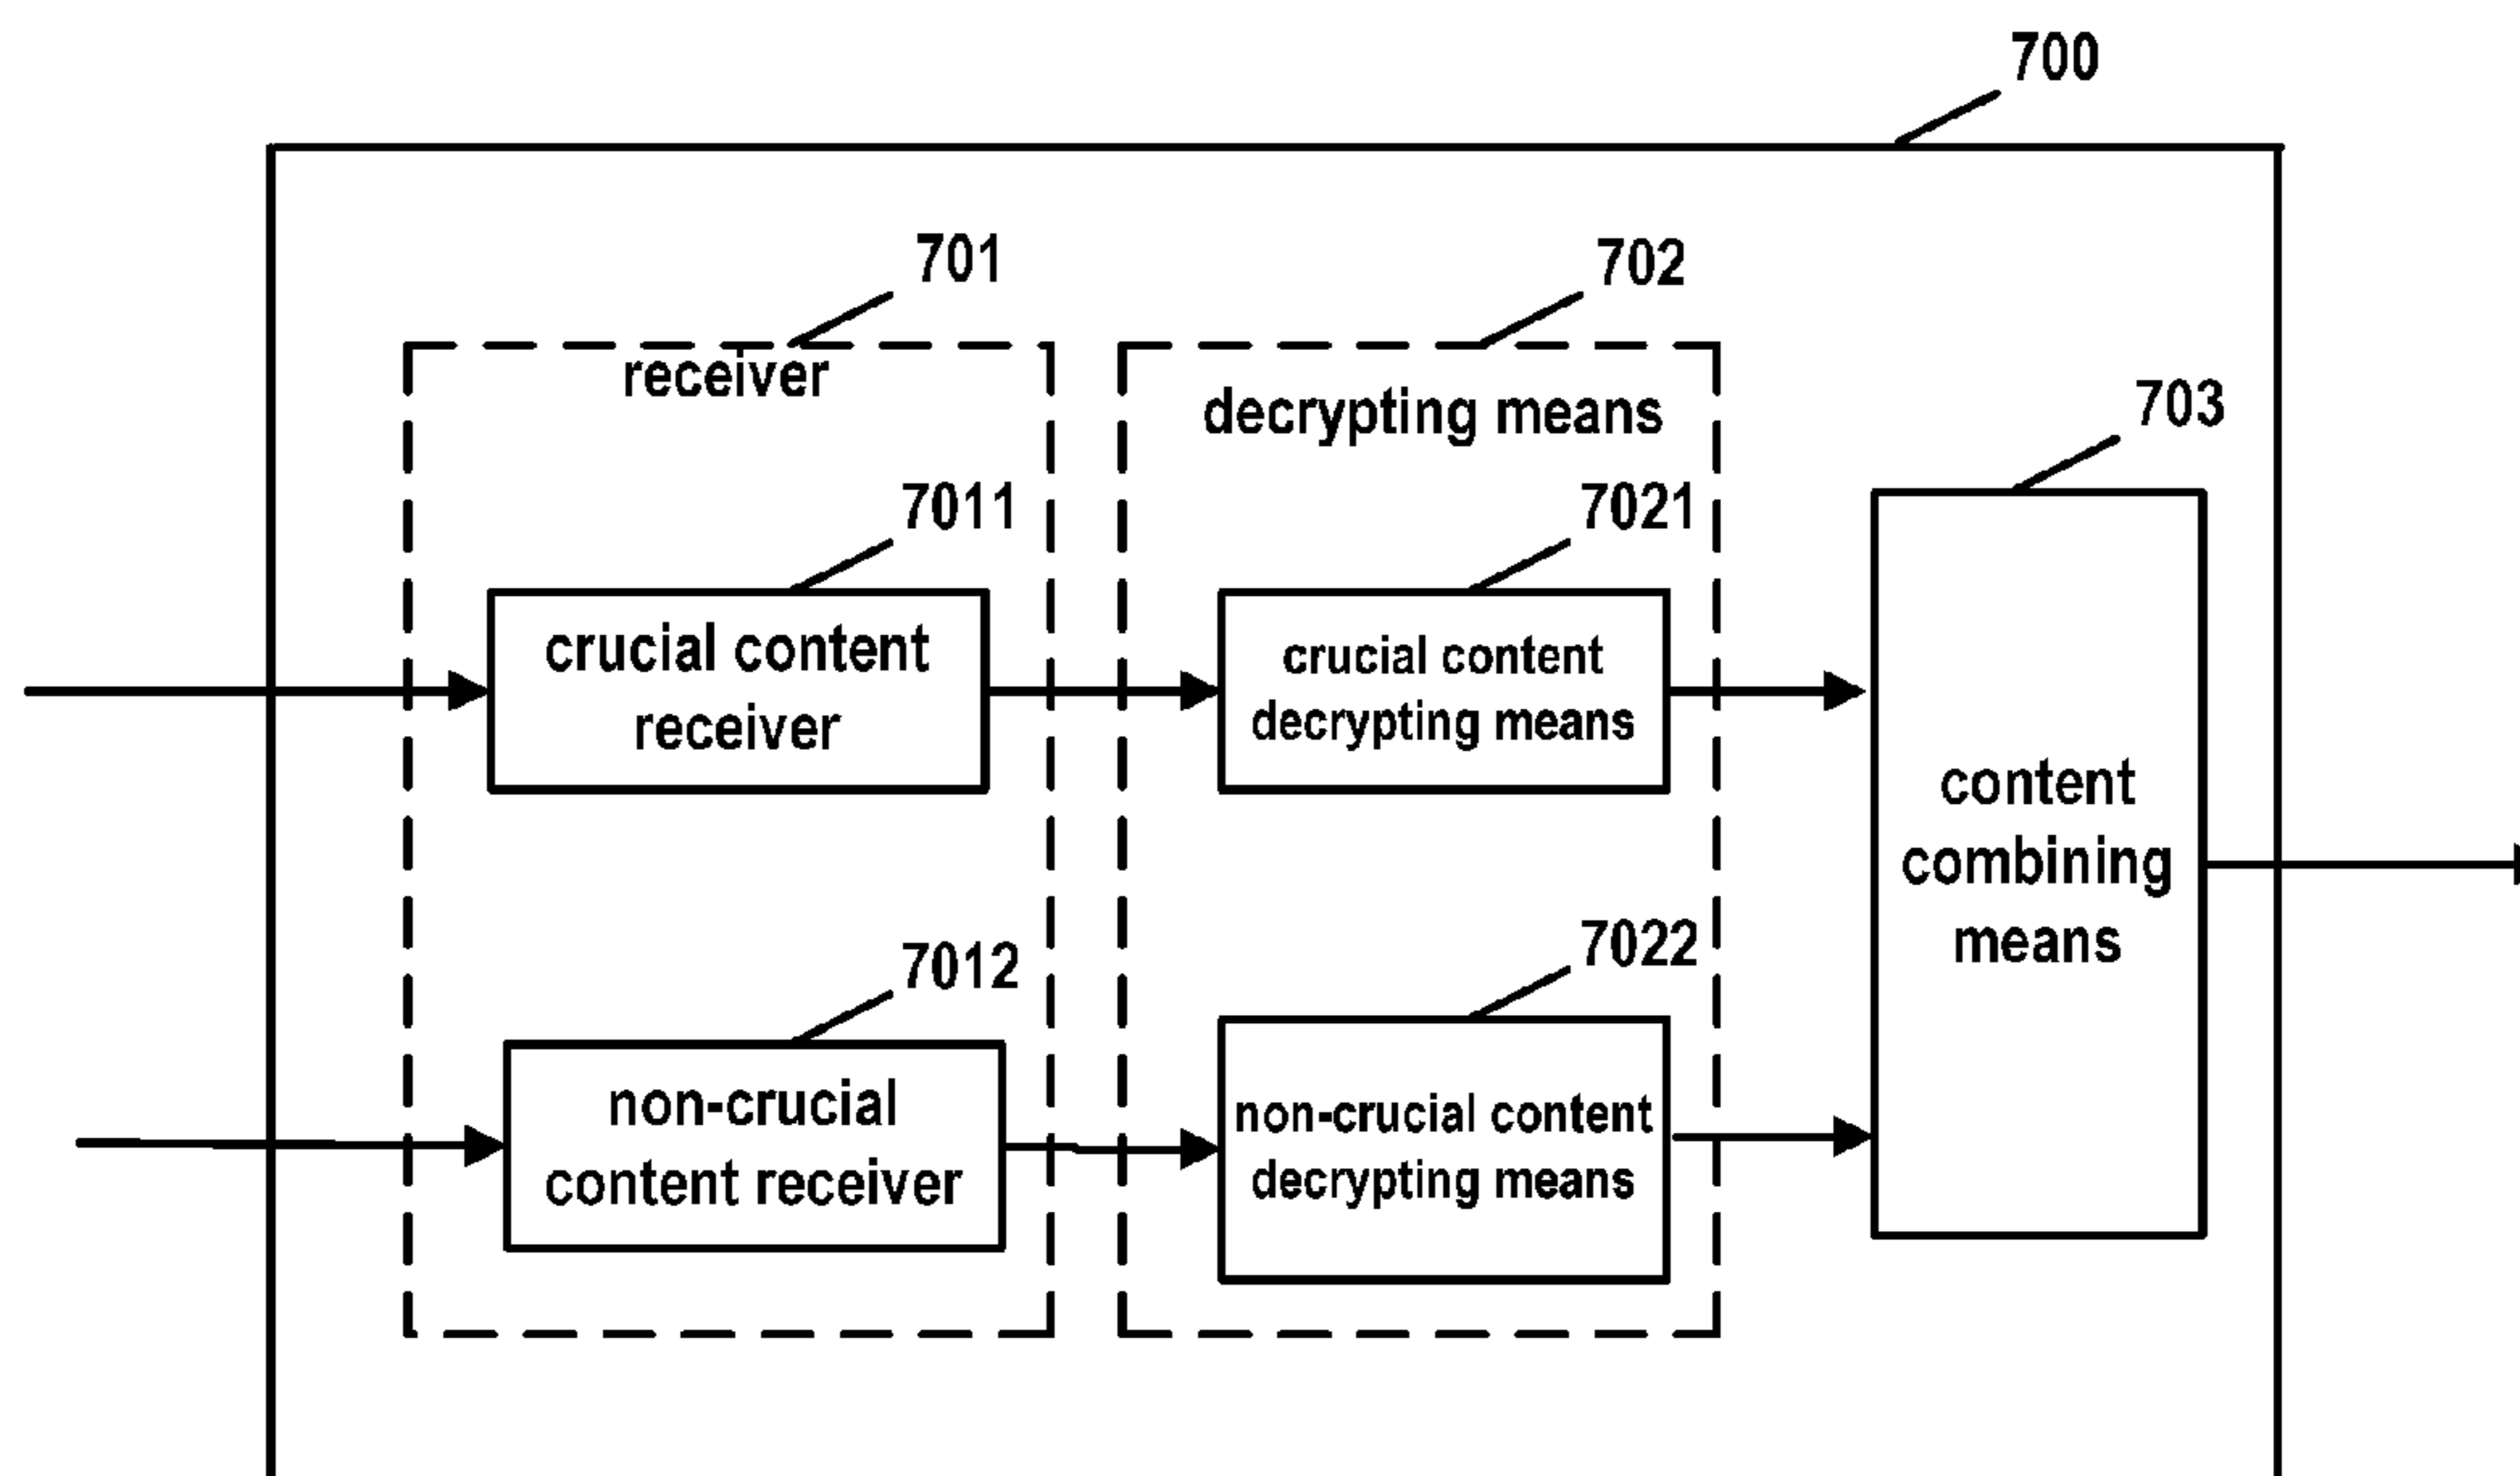 700
701
702
receiver
decrypting means
703
7011
7021
crucial content
receiver
crucial content
decrypting means
content
combining
means
7012
7022
non-crucial
content receiver
non-crucial content
decrypting means